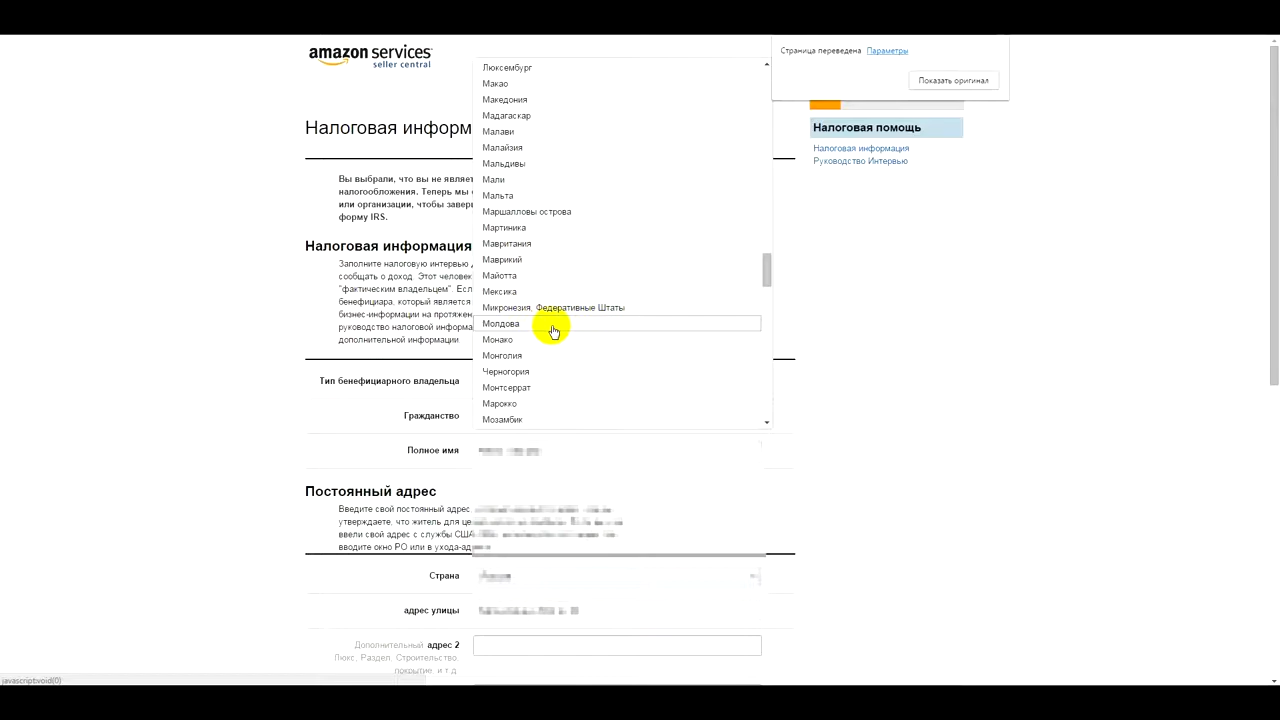 amazon services
seller central
Страница переведена Параметры
Показать оригинал
Налоговая информ
Вы выбрали, что вы не являет
налогообложения. Теперь мы
или организации, чтобы завер
форму IRS.
Налоговая информация
Заполните налоговую интервью
сообщать о доход. Этот человек
"фактическим владельцем". Есл
бенефициара, который является
бизнес-информации на протяжен
руководство налоговой информа
дополнительной информации.
Тип бенефициарного владельца
Гражданство
Полное имя
Люксембург
Макао
Македония
Мадагаскар
Малави
Малайзия
Мальдивы
Мали
Мальта
Маршалловы острова
Мартиника
Мавритания
Маврикий
Майотта
Мексика
Микронезия, Федеративные Штаты
Молдова
Монако
Монголия
Черногория
Монтсеррат
Марокко
Мозамбик
Налоговая помощь
Налоговая информация
Руководство Интервью
Постоянный адрес
Введите свой постоянный адрес,
утверждаете, что житель для це
ввели свой адрес с службы США
вводите окно PO или в ухода-ад
Страна
адрес улицы
Дополнительный адрес 2
Люкс, Раздел, Строительство,
покрытие, и т.д
javascript:void(0)